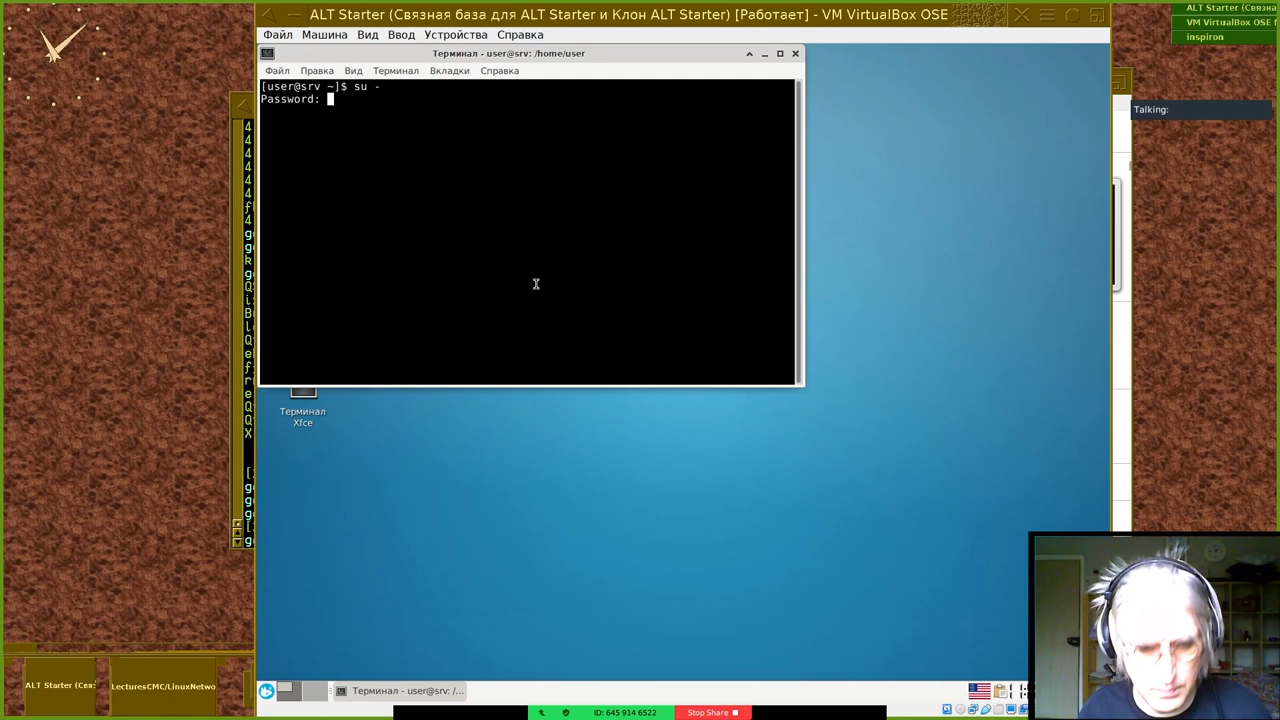 ALT Starter (Связная база для ALT Starter и Клон ALT Starter) [Работает] - VM VirtualBox OSE
ALT Starter (Связна
VM VirtualBox OSE М
inspiron
Файл Машина Вид Ввод Устройства Справка
Терминал - user@srv: /home/user
Файл Правка Вид Терминал Вкладки Справка
[user@srv ~]$ su -
Password:
Talking:
Терминал
Xfce
ALT Starter (Свя
LecturesCMC/LinuxNetwo
Терминал - user@srv: /...
ID: 645 914 6522
Stop Share